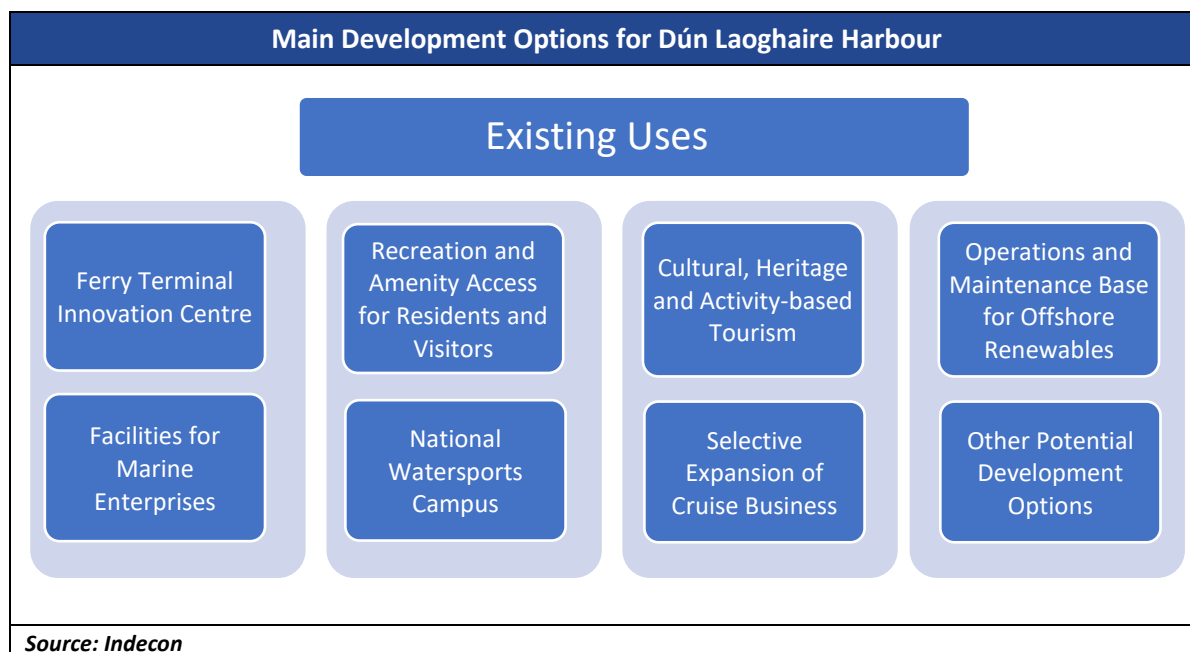 Main Development Options for Dún Laoghaire Harbour
Existing Uses
Ferry Terminal
Innovation Centre
Facilities for
Marine
Enterprises
Recreation and
Amenity Access
for Residents and
Visitors
National
Watersports
Campus
Cultural, Heritage
and Activity-based
Tourism
Selective
Expansion of
Cruise Business
Operations and
Maintenance Base
for Offshore
Renewables
Other Potential
Development
Options
Source: Indecon